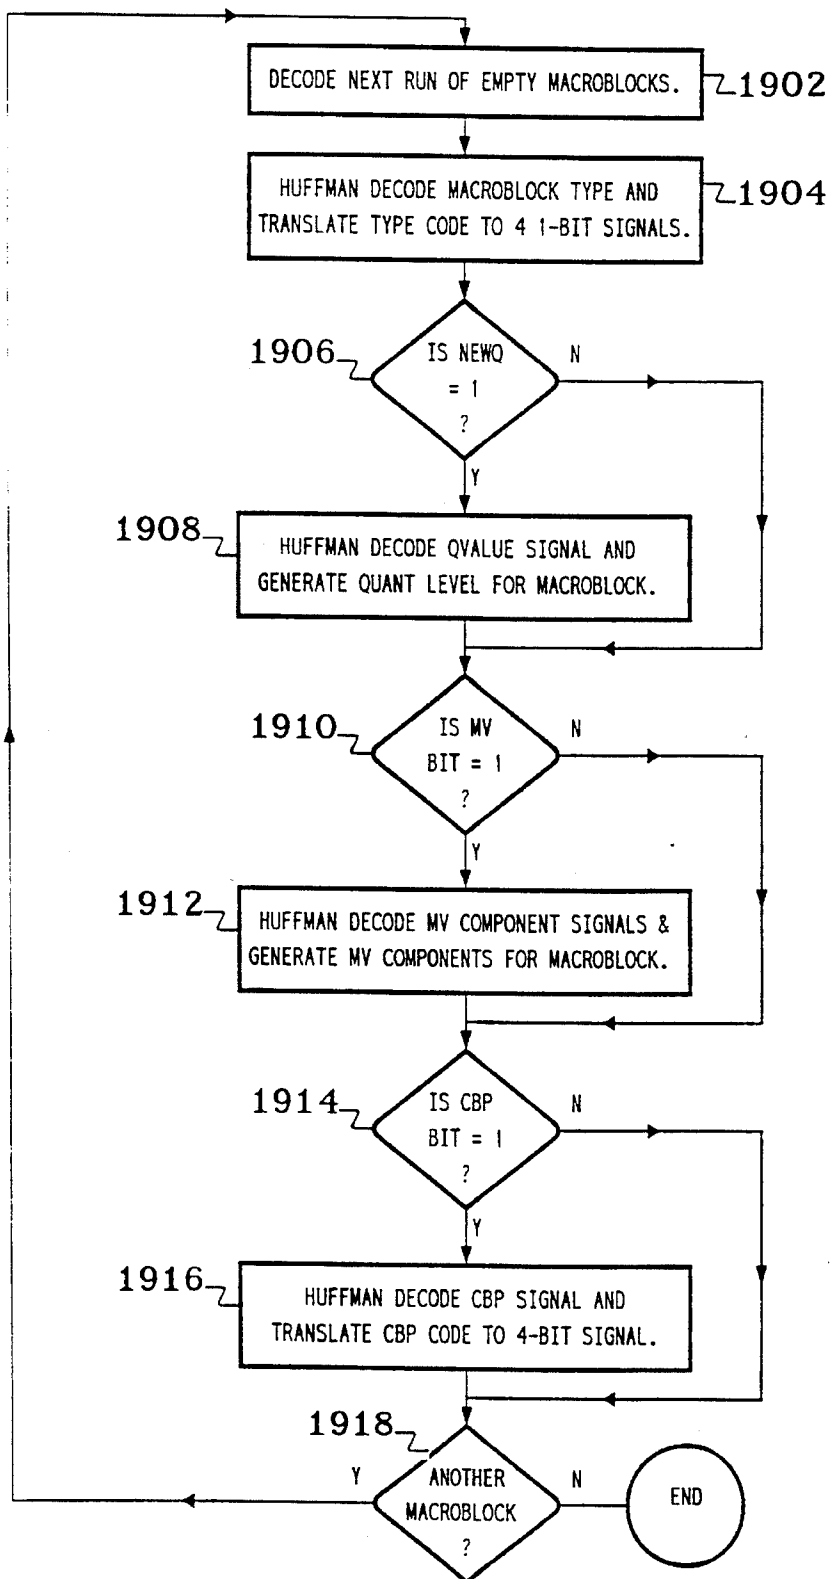 DECODE NEXT RUN OF EMPTY MACROBLOCKS.
1902
HUFFMAN DECODE MACROBLOCK TYPE AND
TRANSLATE TYPE CODE TO 4 1-BIT SIGNALS.
1904
1906
IS NEWQ
= 1
?
N
Y
1908
HUFFMAN DECODE QVALUE SIGNAL AND
GENERATE QUANT LEVEL FOR MACROBLOCK.
1910
IS MV
BIT = 1
?
N
Y
1912
HUFFMAN DECODE MV COMPONENT SIGNALS &
GENERATE MV COMPONENTS FOR MACROBLOCK.
1914
IS CBP
BIT = 1
?
N
Y
1916
HUFFMAN DECODE CBP SIGNAL AND
TRANSLATE CBP CODE TO 4-BIT SIGNAL.
1918
Y
ANOTHER
MACROBLOCK
?
N
END